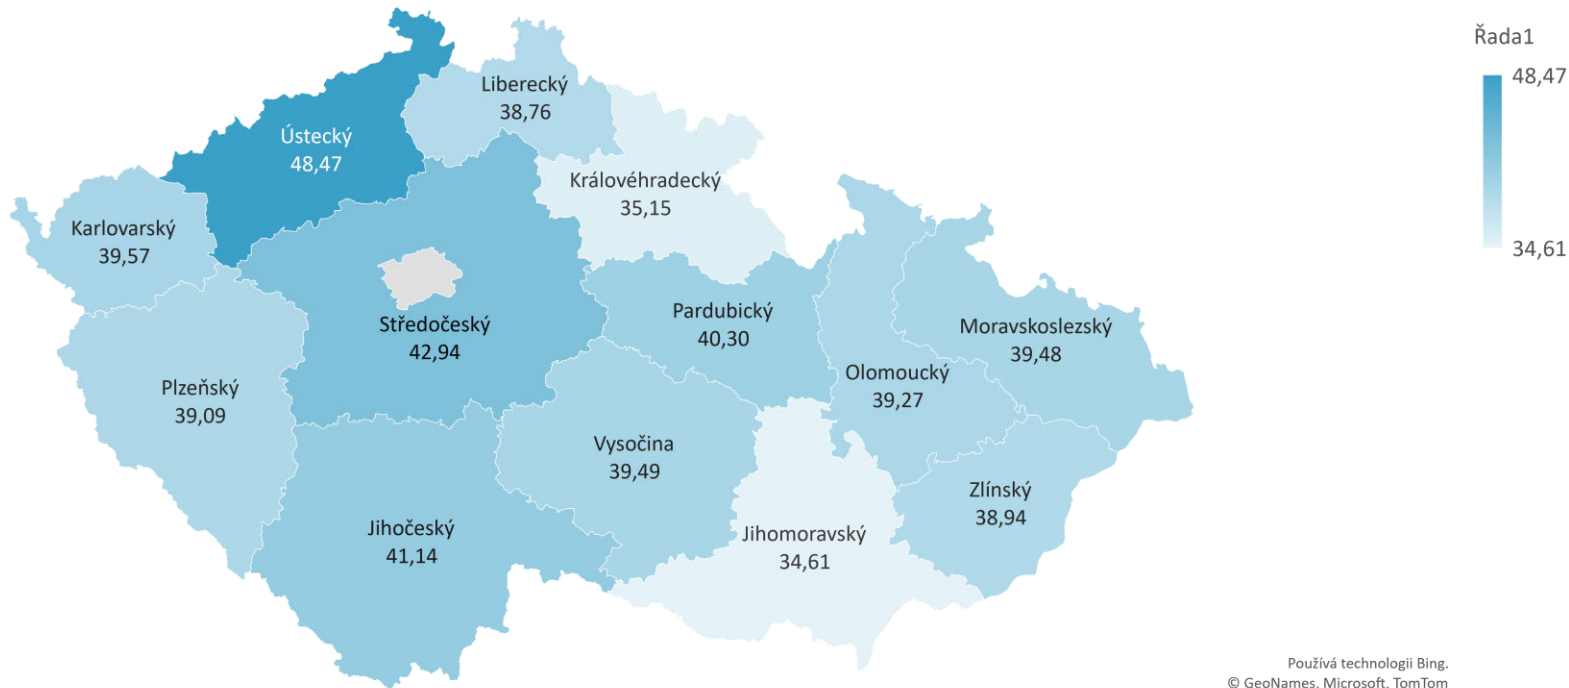 Řada1
48,47
34,61
Liberecký
38,76
Ústecký
48,47
Královéhradecký
35,15
Karlovarský
39,57
Středočeský
42,94
Pardubický
40,30
Moravskoslezský
39,48
Plzeňský
39,09
Olomoucký
39,27
Vysočina
39,49
Zlínský
38,94
Jihočeský
41,14
Jihomoravský
34,61
Používá technologii Bing.
© GeoNames, Microsoft, TomTom